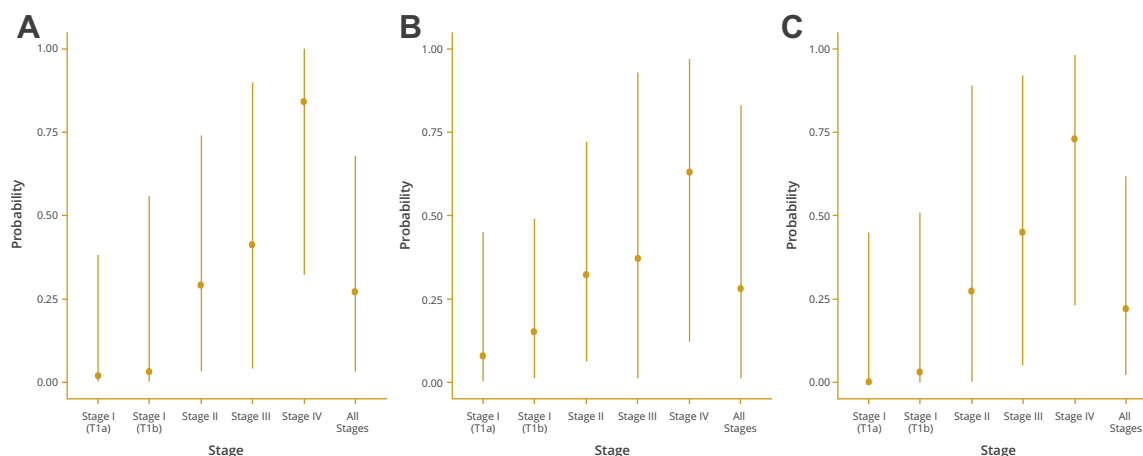 A
1.00
0.75
0.50
0.25
0.00
Probability
Stage I
(T1a)
Stage I
(T1b)
Stage II
Stage III
Stage IV
All
Stages
Stage
B
1.00
0.75
0.50
0.25
0.00
Probability
Stage I
(T1a)
Stage I
(T1b)
Stage II
Stage III
Stage IV
All
Stages
Stage
C
1.00
0.75
0.50
0.25
0.00
Probability
Stage I
(T1a)
Stage I
(T1b)
Stage II
Stage III
Stage IV
All
Stages
Stage